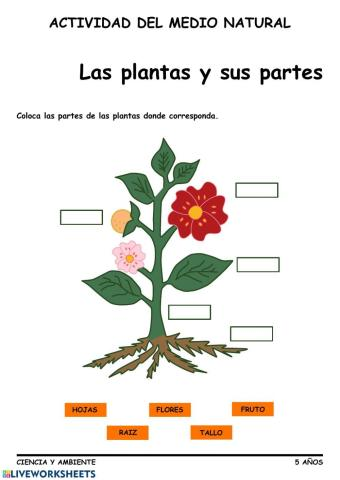 ACTIVIDAD DEL MEDIO NATURAL
Las plantas y sus partes
Coloca las partes de las plantas donde corresponda.
HOJAS FLORES FRUTO
RAIZ TALLO
CIENCIA Y AMBIENTE 5 AÑOS
LIVEWORKSHEETS